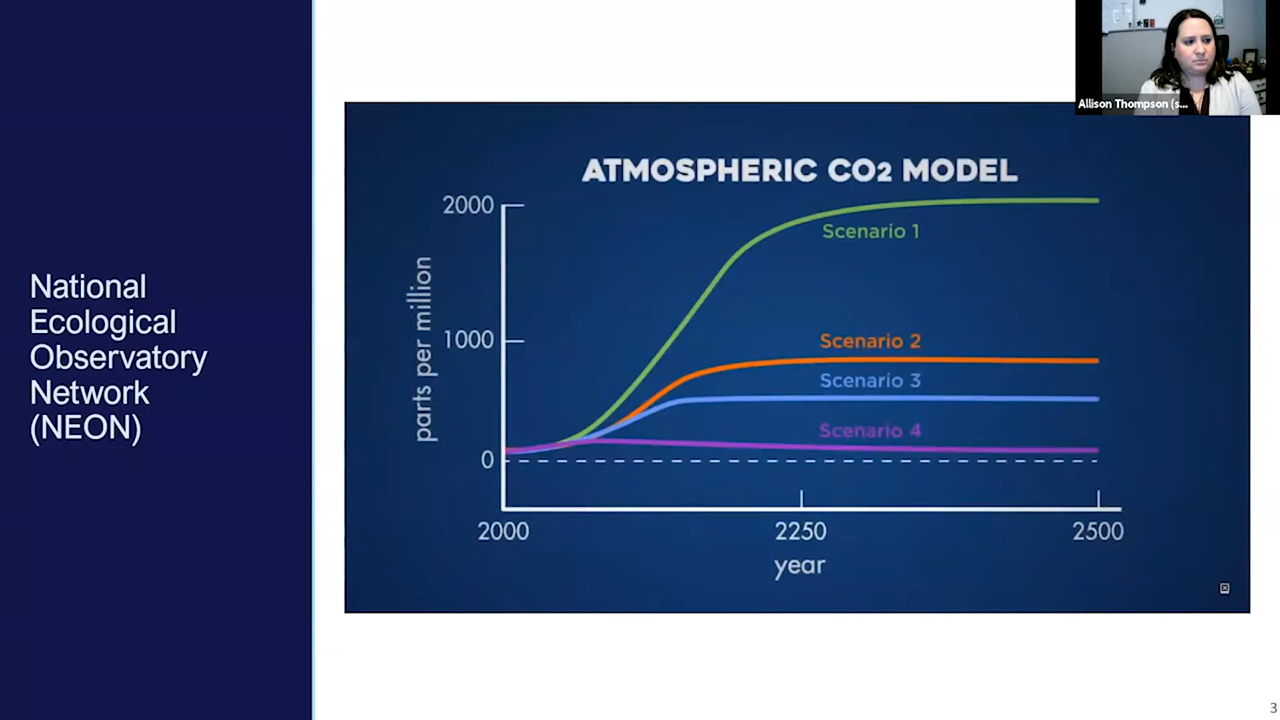 National
Ecological
Observatory
Network
(NEON)
Allison Thompson (s...
ATMOSPHERIC CO2 MODEL
2000
1000
0
parts per million
Scenario 1
Scenario 2
Scenario 3
Scenario 4
2000 2250 2500
year
3